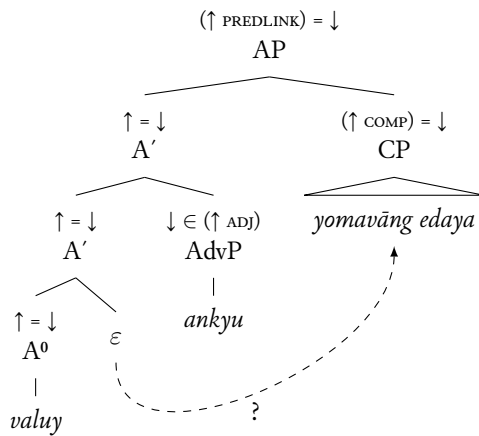 (↑ PREDLINK) = ↓
AP
↑ = ↓ (↑ COMP) = ↓
A′ CP
↑ = ↓ ↓ ∈ (↑ ADJ) yomavāng edaya
A′ AdvP
↑ = ↓ ε ankyu
A⁰
valuy ?